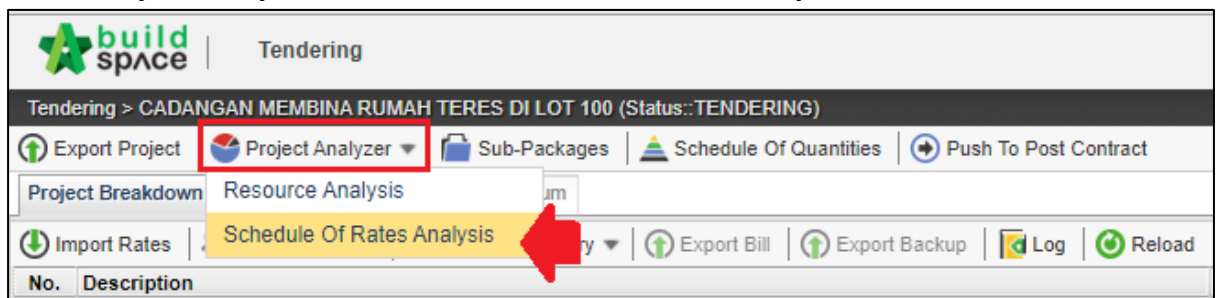 build space
Tendering
Tendering > CADANGAN MEMBINA RUMAH TERES DI LOT 100 (Status::TENDERING)
Export Project Project Analyzer Sub-Packages Schedule Of Quantities Push To Post Contract
Project Breakdown Resource Analysis um
Import Rates Schedule Of Rates Analysis ry Export Bill Export Backup Log Reload
No. Description